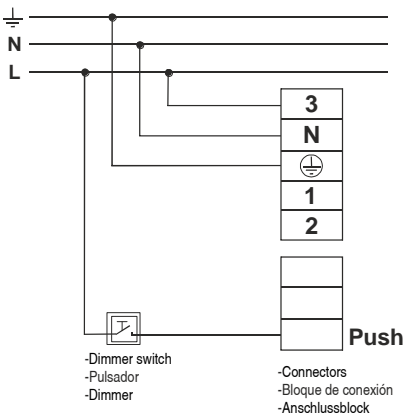 N
L
3
N
1
2
Push
-Dimmer switch
-Pulsador
-Dimmer
-Connectors
-Bloque de conexión
-Anschlussblock